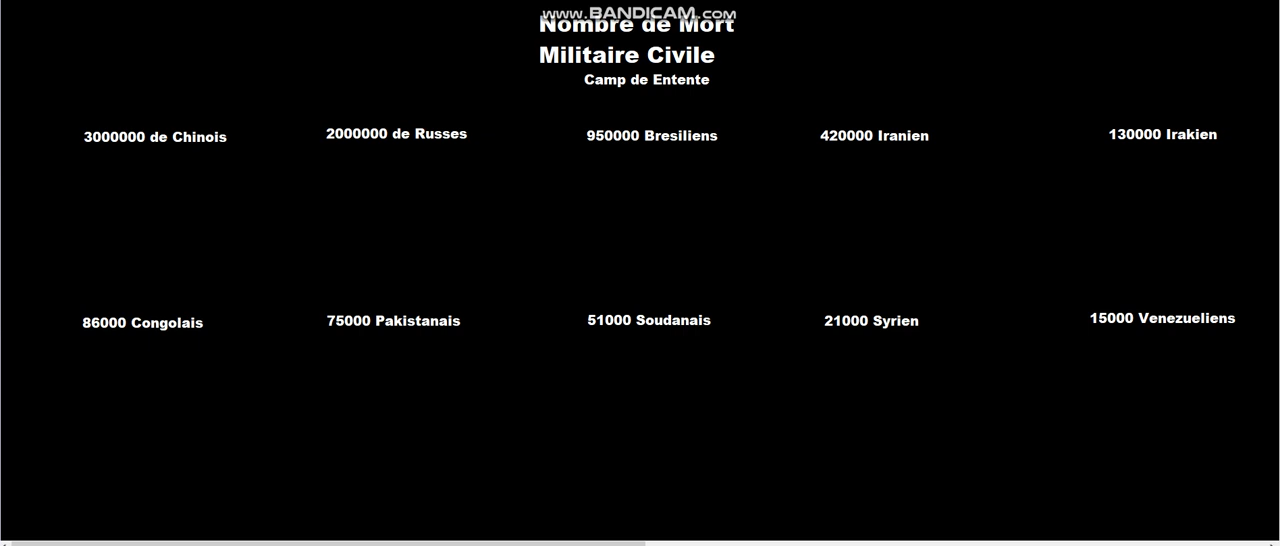 www.BANDICAM.com
Nombre de Mort
Militaire Civile
Camp de Entente
3000000 de Chinois
2000000 de Russes
950000 Bresiliens
420000 Iranien
130000 Irakien
86000 Congolais
75000 Pakistanais
51000 Soudanais
21000 Syrien
15000 Venezueliens